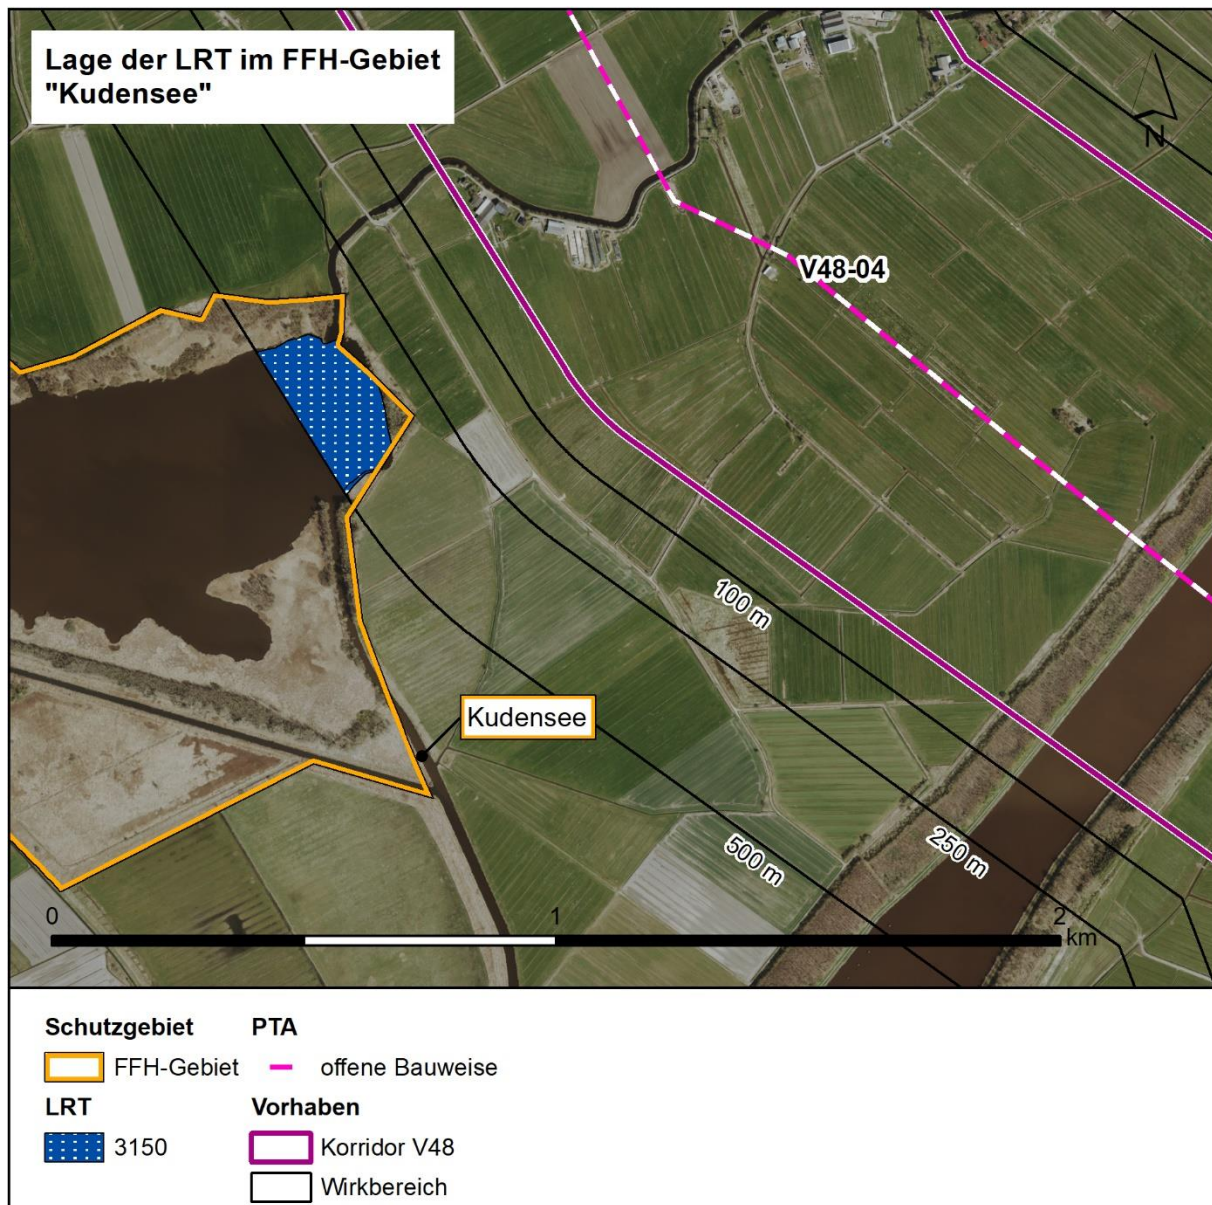 Lage der LRT im FFH-Gebiet
"Kudensee"
N
V48-04
100 m
Kudensee
250 m
500 m
0 1 2
km
Schutzgebiet PTA
FFH-Gebiet offene Bauweise
LRT Vorhaben
3150 Korridor V48
Wirkbereich